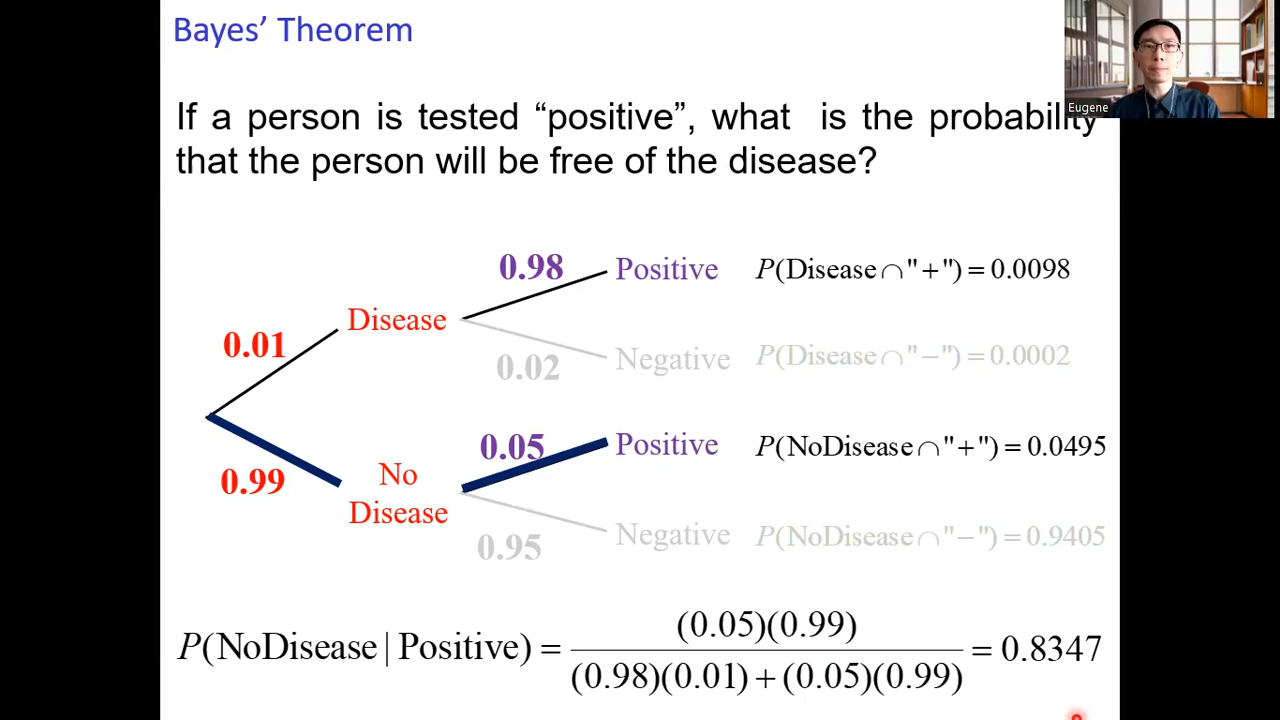 Bayes’ Theorem
Eugene
If a person is tested “positive”, what is the probability
that the person will be free of the disease?
0.98
Positive
P(Disease∩"+") = 0.0098
Disease
0.01
0.02
Negative
P(Disease∩"−") = 0.0002
0.05
Positive
P(NoDisease∩"+") = 0.0495
0.99
No
Disease
0.95
Negative
P(NoDisease∩"−") = 0.9405
P(NoDisease | Positive) = (0.05)(0.99) / (0.98)(0.01) + (0.05)(0.99) = 0.8347